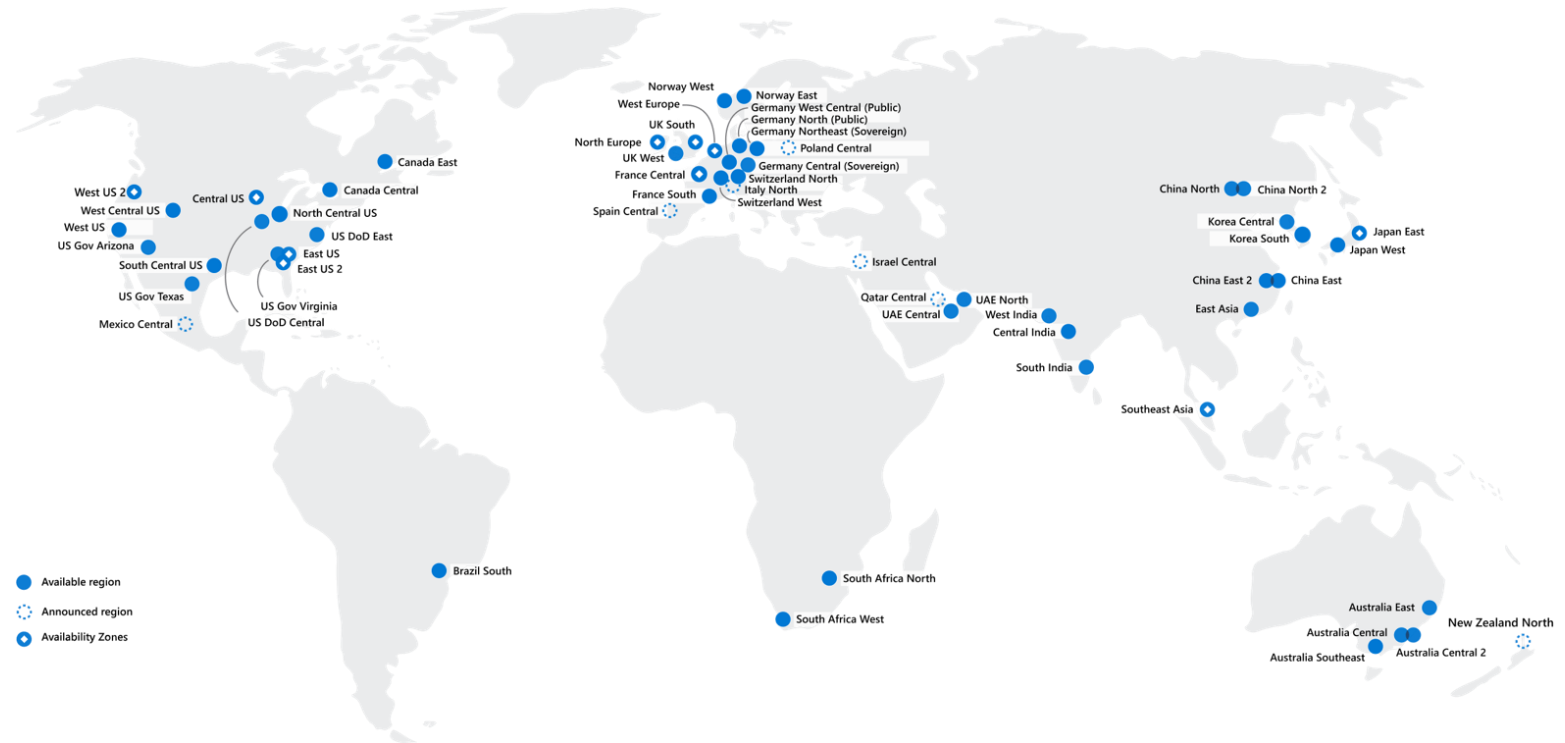 Norway West
Norway East
West Europe
Germany West Central (Public)
Germany North (Public)
UK South
Germany Northeast (Sovereign)
North Europe
Poland Central
UK West
Germany Central (Sovereign)
France Central
Switzerland North
Italy North
France South
Switzerland West
Spain Central
Canada East
Canada Central
West US 2
Central US
West Central US
North Central US
West US
US DoD East
US Gov Arizona
East US
South Central US
East US 2
US Gov Texas
US Gov Virginia
Mexico Central
US DoD Central
China North
China North 2
Korea Central
Korea South
Japan East
Japan West
Israel Central
China East 2
China East
Qatar Central
UAE North
UAE Central
West India
East Asia
Central India
South India
Southeast Asia
Brazil South
South Africa North
South Africa West
Available region
Announced region
Availability Zones
Australia East
New Zealand North
Australia Central
Australia Central 2
Australia Southeast